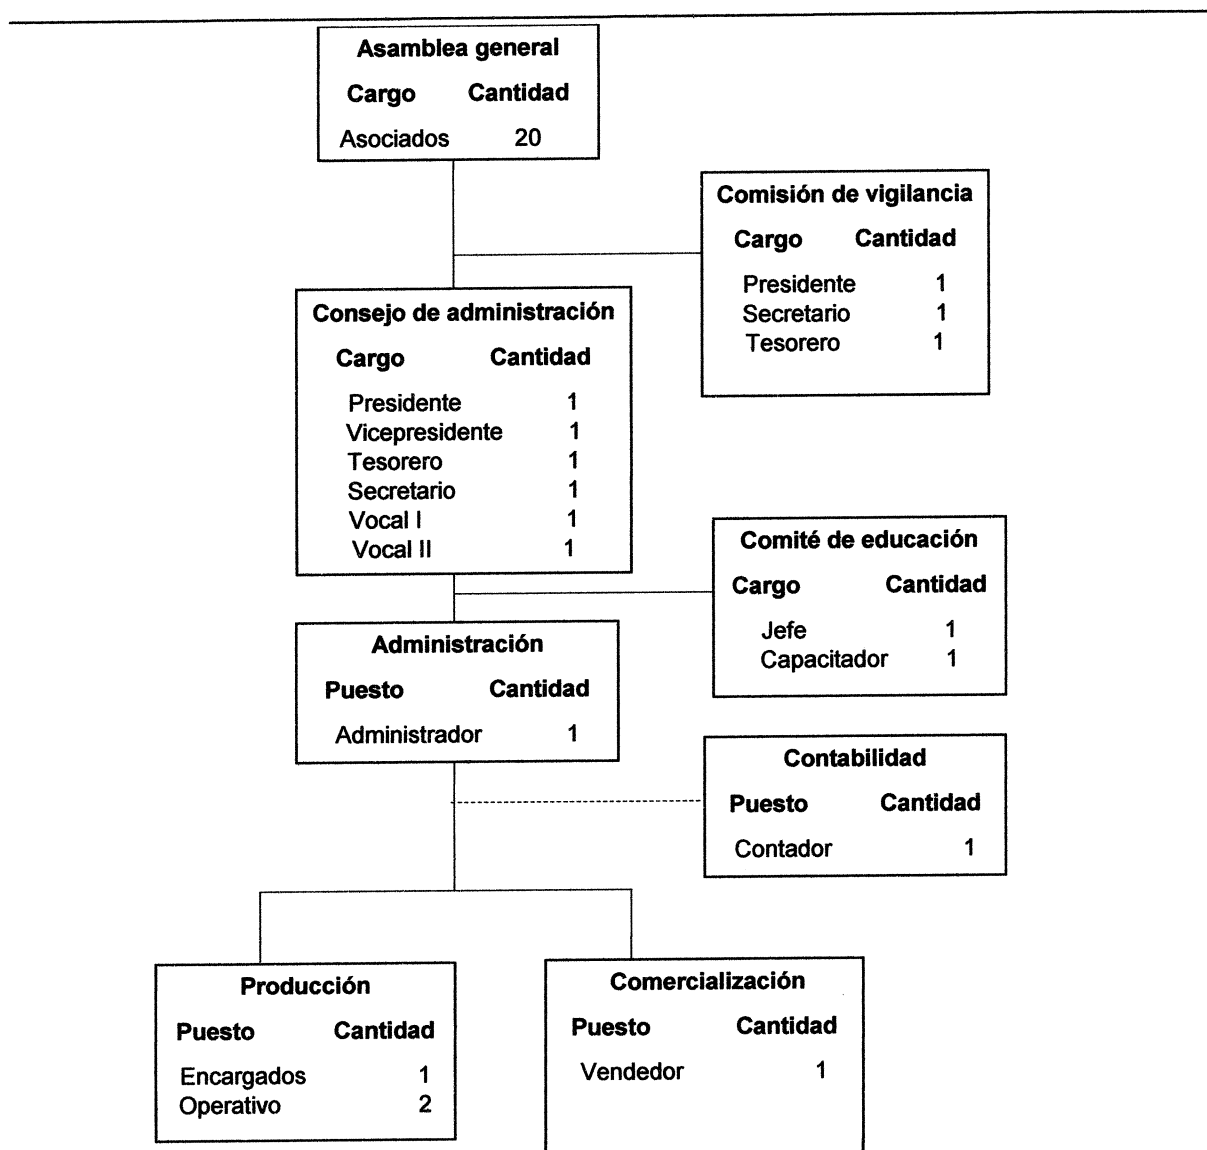 Asamblea general
Cargo Cantidad
Asociados 20
Comisión de vigilancia
Cargo Cantidad
Presidente 1
Secretario 1
Tesorero 1
Consejo de administración
Cargo Cantidad
Presidente 1
Vicepresidente 1
Tesorero 1
Secretario 1
Vocal I 1
Vocal II 1
Comité de educación
Cargo Cantidad
Jefe 1
Capacitador 1
Administración
Puesto Cantidad
Administrador 1
Contabilidad
Puesto Cantidad
Contador 1
Producción
Puesto Cantidad
Encargados 1
Operativo 2
Comercialización
Puesto Cantidad
Vendedor 1